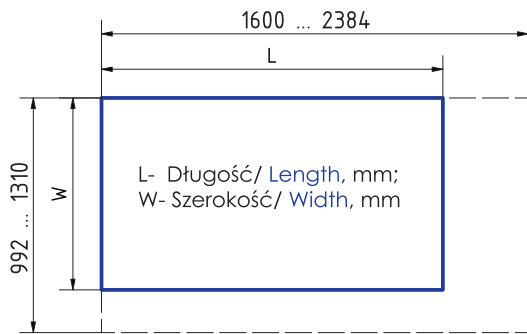 1600 ... 2384
L
992 ... 1310
W
L- Długość/ Length, mm;
W- Szerokość/ Width, mm